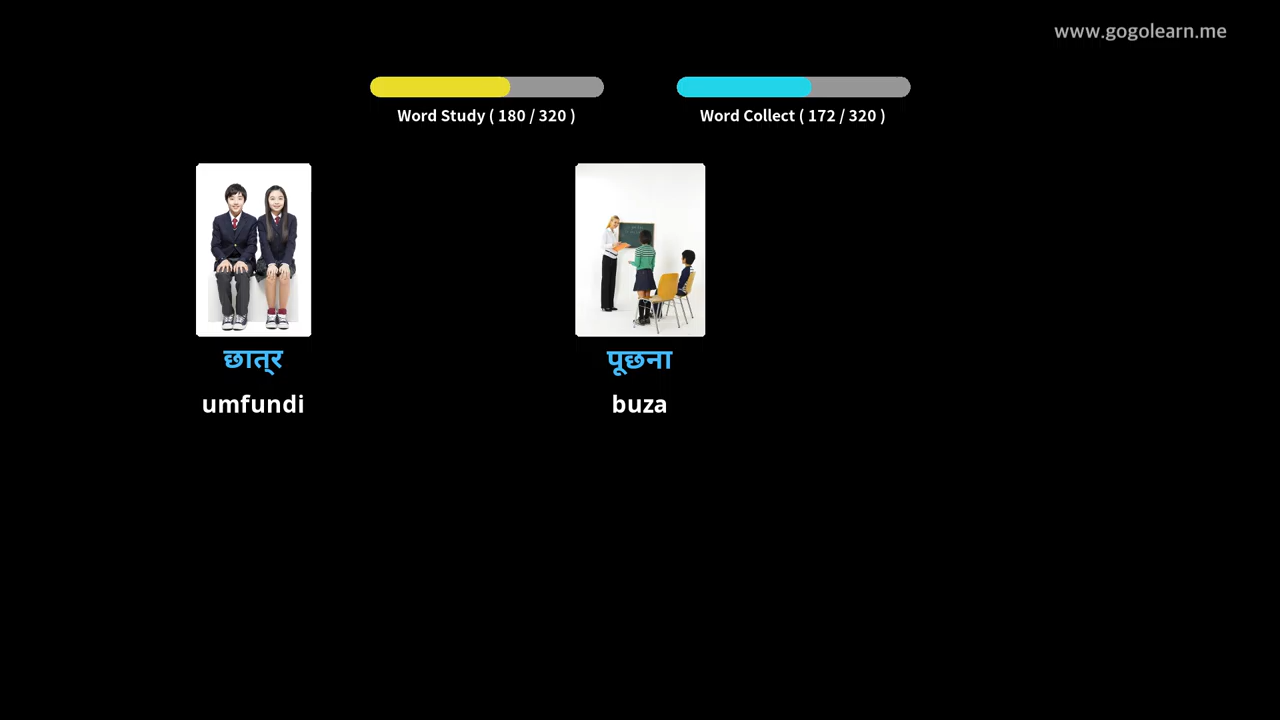 www.gogolearn.me
Word Study ( 180 / 320 )
Word Collect ( 172 / 320 )
छात्र
पूछना
umfundi
buza